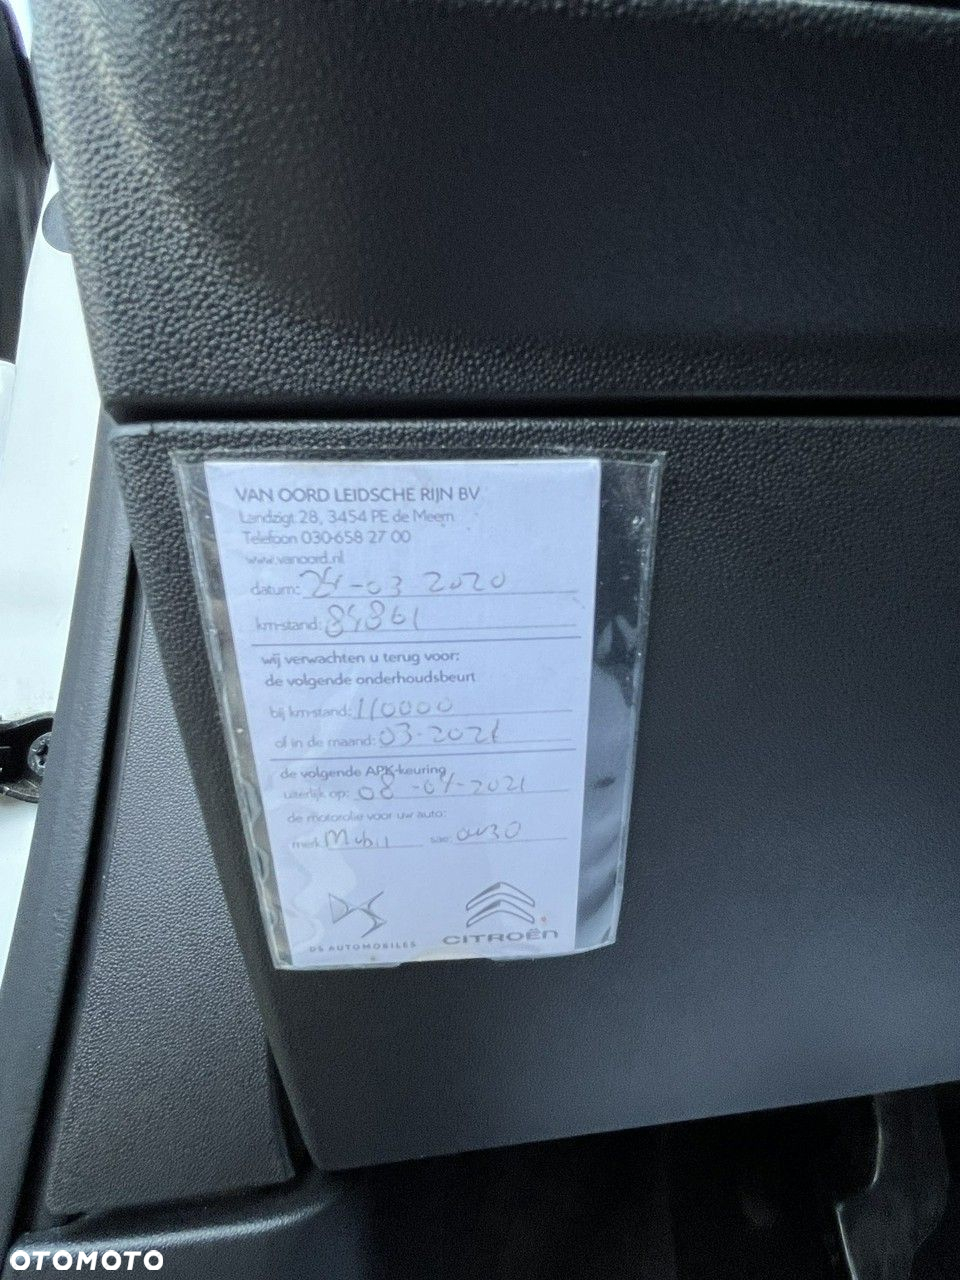 VAN OORD LEIDSCHE RIJN BV
Landzigt 28, 3454 PE de Meern
Telefoon 030-658 27 00
www.vanoord.nl
datum: 24-03 2020
km-stand: 84861
wij verwachten u terug voor:
de volgende onderhoudsbeurt
bij km-stand: 110000
of in de maand: 03-2021
de volgende APK-keuring
uiterlijk op: 08-04-2021
de motorolie voor uw auto:
merk Mobil sae: 0W30
DS AUTOMOBILES
CITROËN
OTOMOTO